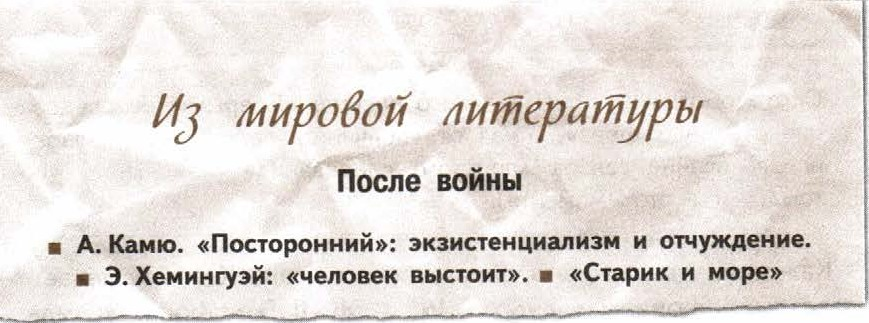 Из мировой литературы
После войны
▪ А. Камю. «Посторонний»: экзистенциализм и отчуждение.
▪ Э. Хемингуэй: «человек выстоит». ▪ «Старик и море»